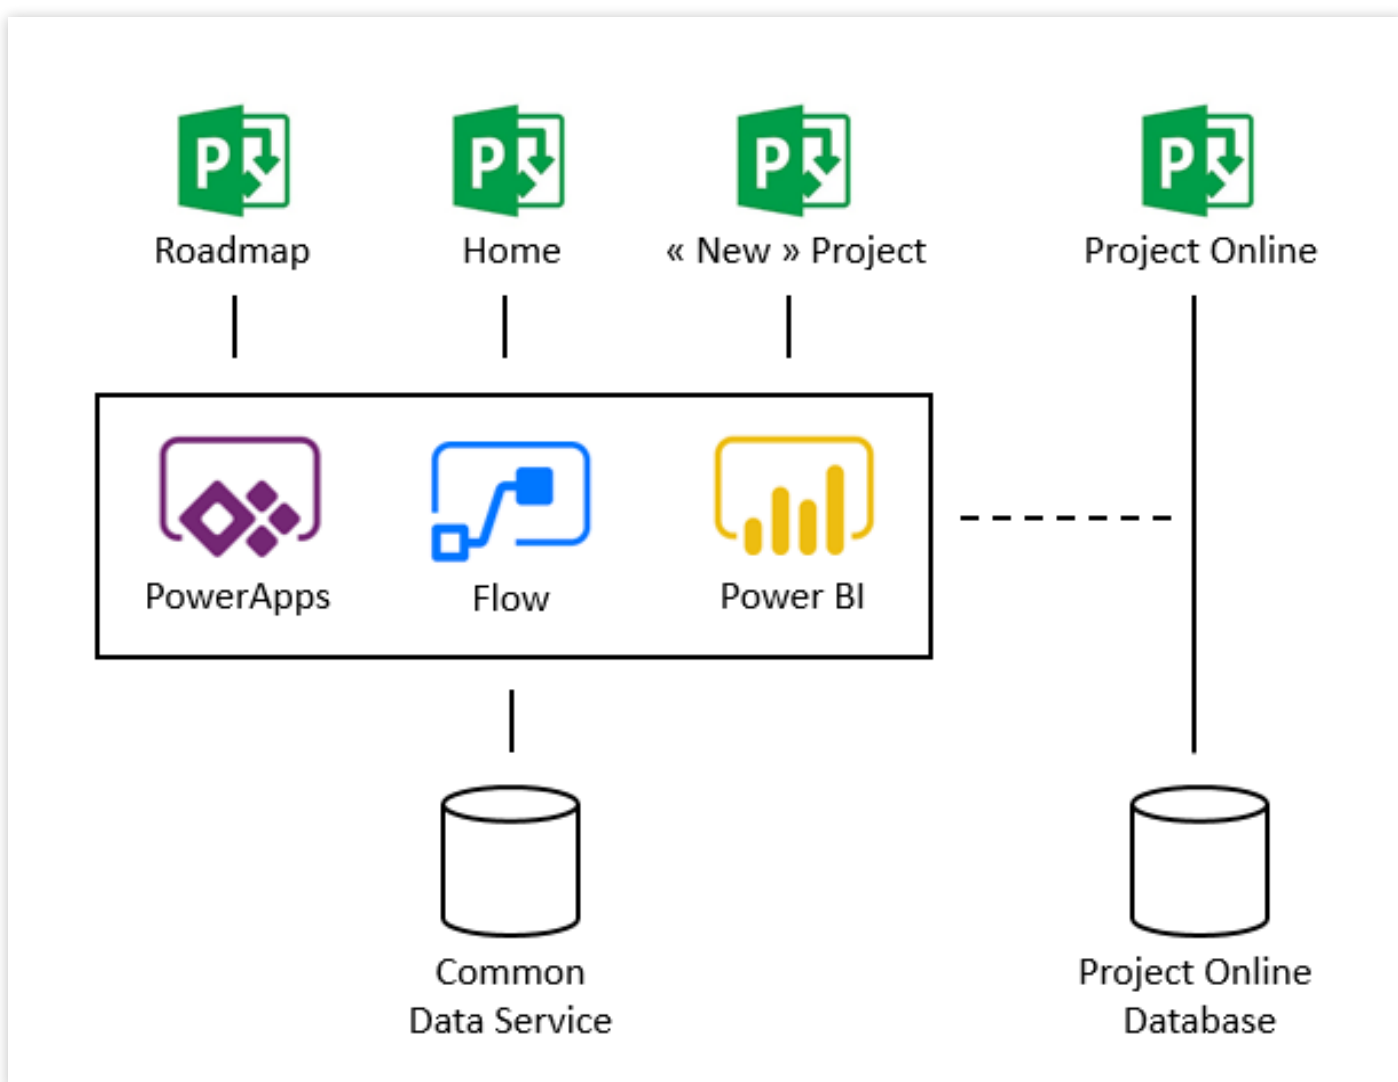 P
P
P
P
Roadmap
Home
« New » Project
Project Online
PowerApps
Flow
Power BI
Common
Data Service
Project Online
Database